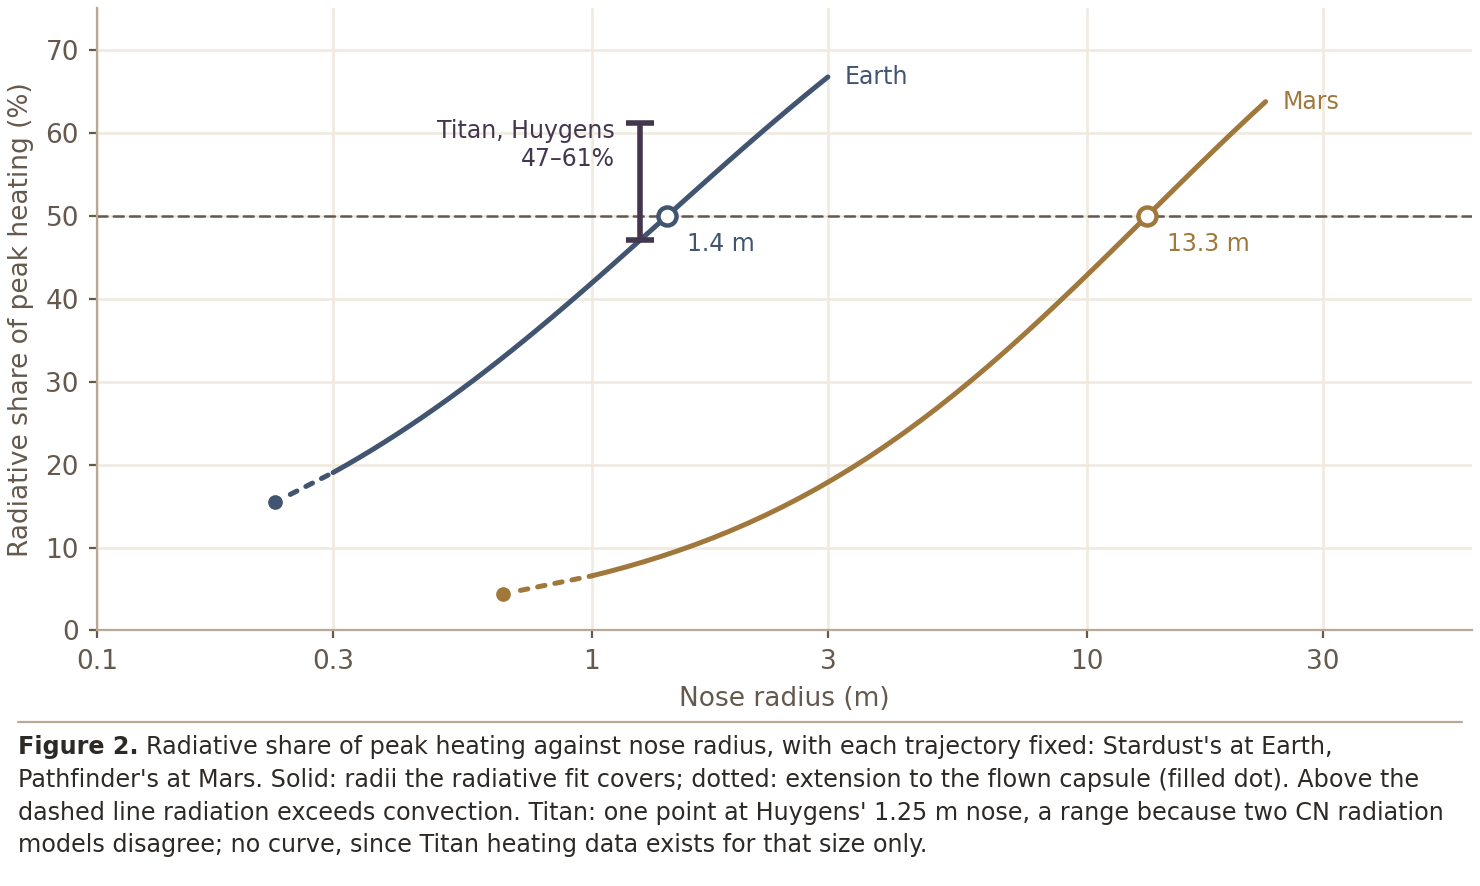 Radiative share of peak heating (%)
70
60
50
40
30
20
10
0
Earth
Mars
Titan, Huygens
47–61%
1.4 m
13.3 m
0.1
0.3
1
3
10
30
Nose radius (m)
Figure 2. Radiative share of peak heating against nose radius, with each trajectory fixed: Stardust's at Earth,
Pathfinder's at Mars. Solid: radii the radiative fit covers; dotted: extension to the flown capsule (filled dot). Above the
dashed line radiation exceeds convection. Titan: one point at Huygens' 1.25 m nose, a range because two CN radiation
models disagree; no curve, since Titan heating data exists for that size only.